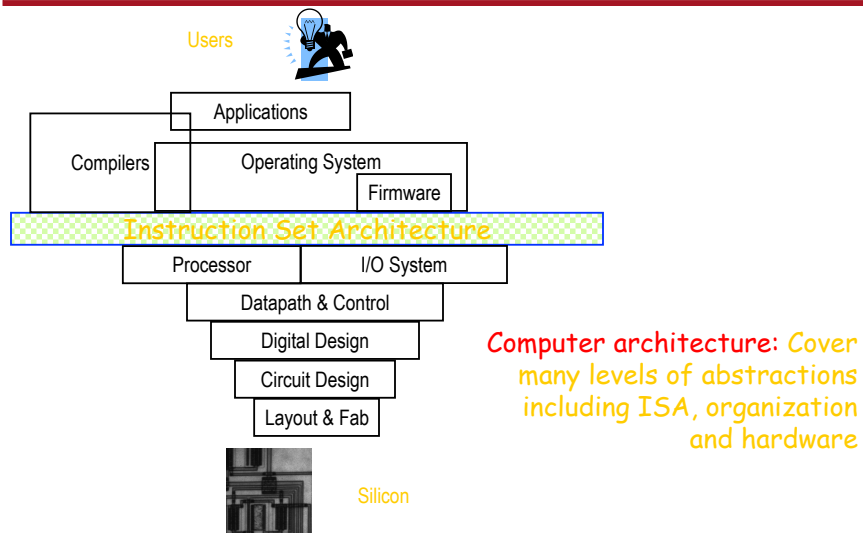 Users
Applications
Compilers
Operating System
Firmware
Instruction Set Architecture
Processor
I/O System
Datapath & Control
Digital Design
Circuit Design
Layout & Fab
Silicon
Computer architecture: Cover
many levels of abstractions
including ISA, organization
and hardware